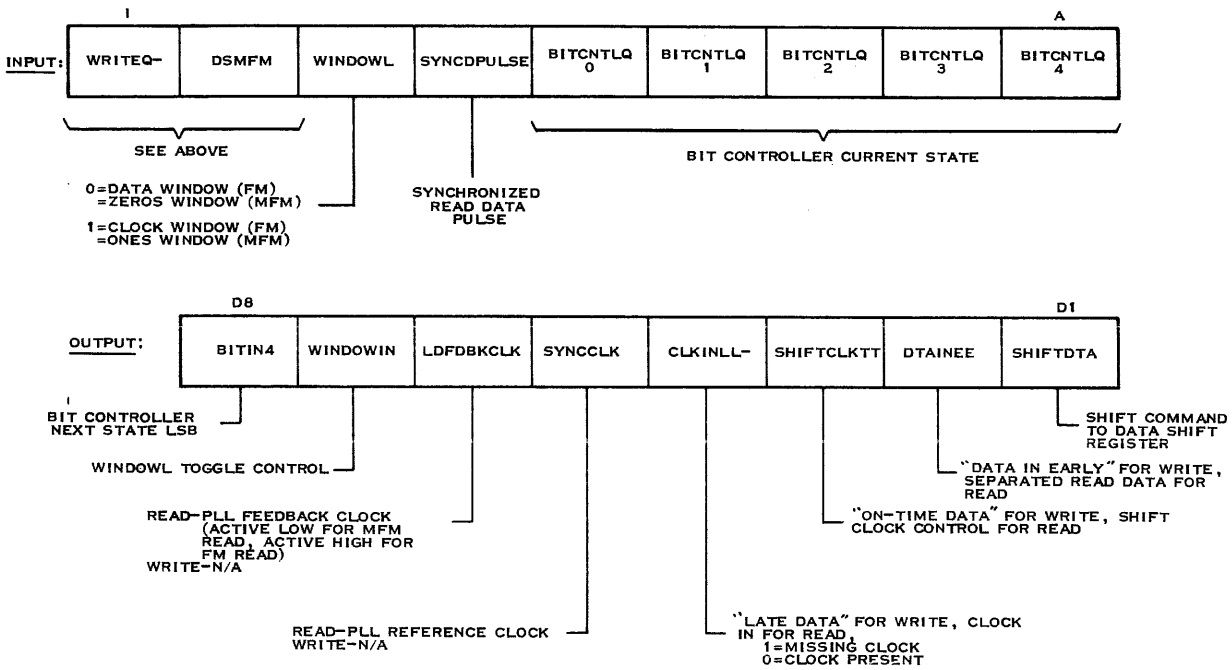 I A
INPUT: WRITEQ- DSMFM WINDOWL SYNCDPULSE BITCNTLQ 0 BITCNTLQ 1 BITCNTLQ 2 BITCNTLQ 3 BITCNTLQ 4
SEE ABOVE
BIT CONTROLLER CURRENT STATE
0=DATA WINDOW (FM)
=ZEROS WINDOW (MFM)
1=CLOCK WINDOW (FM)
=ONES WINDOW (MFM)
SYNCHRONIZED
READ DATA
PULSE
D8 D1
OUTPUT: BITIN4 WINDOWIN LDFDBKCLK SYNCCLK CLKINLL- SHIFTCLKTT DTAINEE SHIFTDTA
BIT CONTROLLER
NEXT STATE LSB
SHIFT COMMAND
TO DATA SHIFT
REGISTER
WINDOWL TOGGLE CONTROL
"DATA IN EARLY" FOR WRITE,
SEPARATED READ DATA FOR
READ
READ-PLL FEEDBACK CLOCK
(ACTIVE LOW FOR MFM
READ, ACTIVE HIGH FOR
FM READ)
WRITE-N/A
"ON-TIME DATA" FOR WRITE, SHIFT
CLOCK CONTROL FOR READ
READ-PLL REFERENCE CLOCK
WRITE-N/A
"LATE DATA" FOR WRITE, CLOCK
IN FOR READ,
1=MISSING CLOCK
0=CLOCK PRESENT